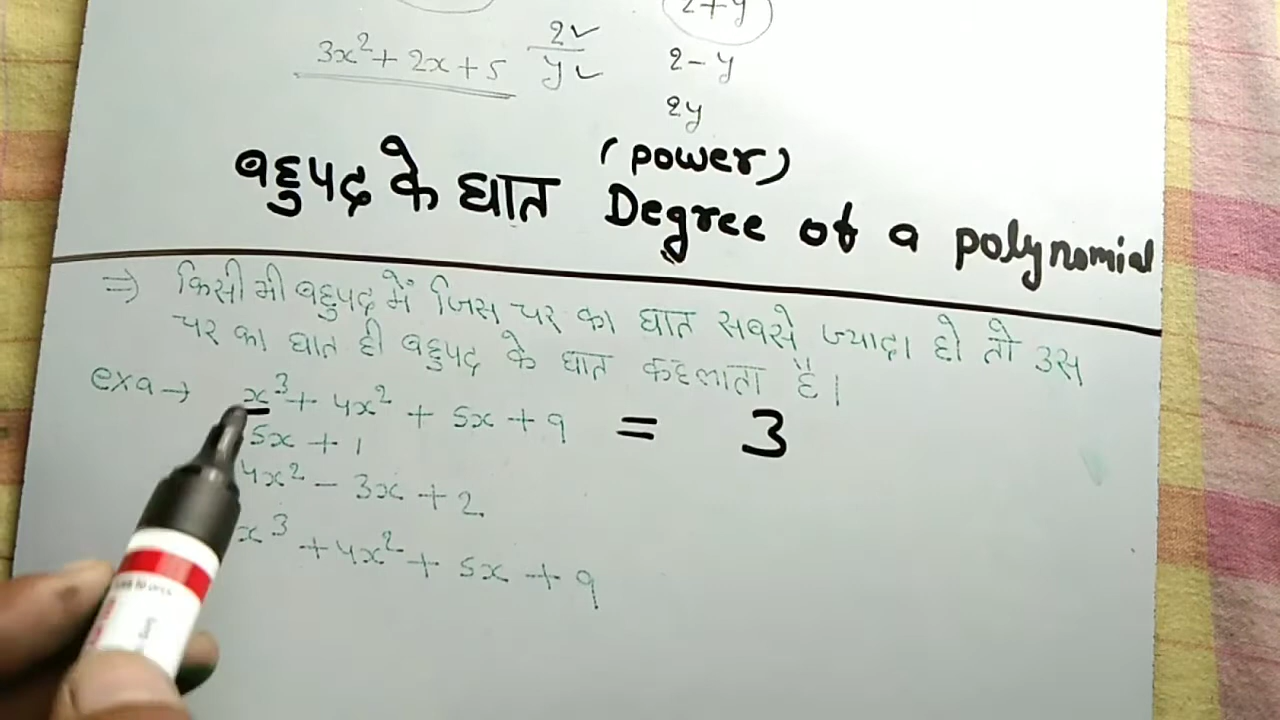 2+y
3x²+ 2x+5
2✓
y✓
2-y
2y
(power)
बहुपद के घात Degree of a polynomial
⇒ किसी भी बहुपद में जिस चर का घात सबसे ज्यादा हो तो उस
चर का घात ही बहुपद के घात कहलाता है।
exa→ x³+ 4x² + 5x + 9 = 3
5x + 1
4x² - 3x + 2
x³ + 4x² + 5x + 9